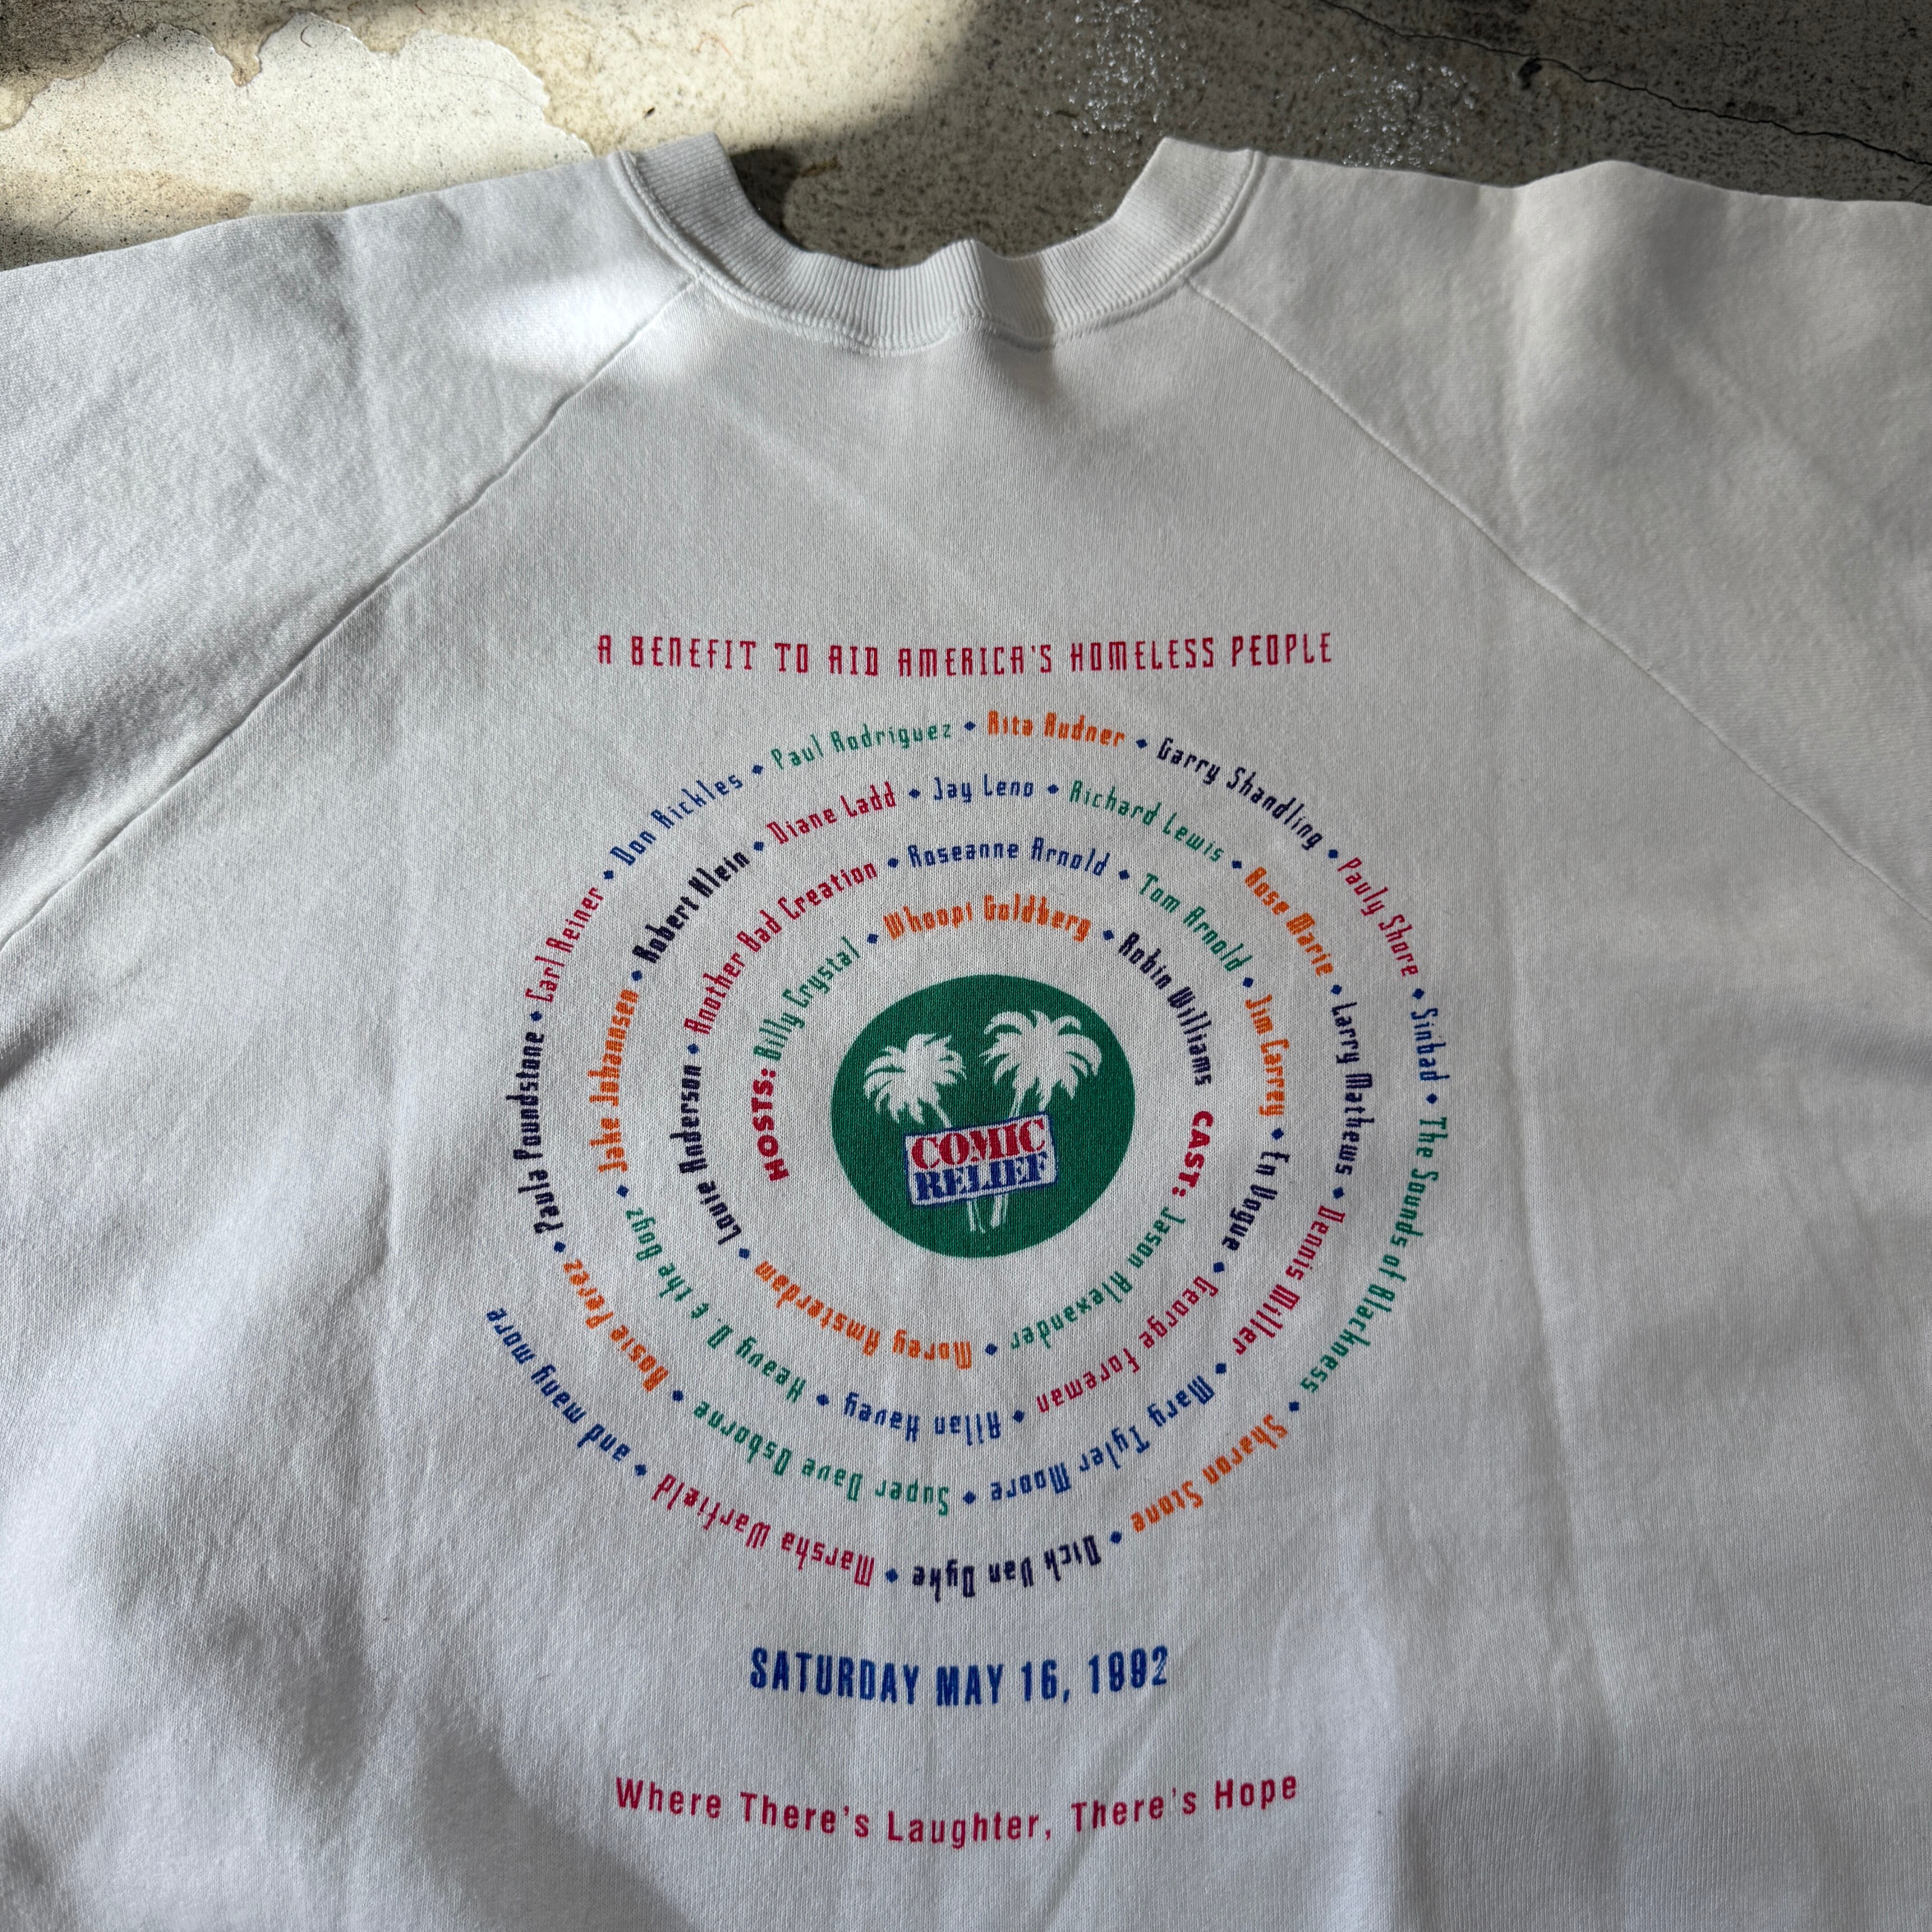 A BENEFIT TO AID AMERICA'S HOMELESS PEOPLE
HOSTS: Billy Crystal • Whoopi Goldberg • Robin Williams
CAST: Jason Alexander • Morey Amsterdam • Louie Anderson • Another Bad Creation • Roseanne Arnold • Tom Arnold • Jim Carrey • En Vogue • George Foreman • Allan Havey • Heavy D. & the Boyz • Jake Johannsen • Robert Klein • Diane Ladd • Jay Leno • Richard Lewis • Rose Marie • Larry Mathews • Dennis Miller • Mary Tyler Moore • Super Dave Osborne • Rosie Perez • Paula Poundstone • Carl Reiner • Don Rickles • Paul Rodriguez • Rita Rudner • Garry Shandling • Pauly Shore • Sinbad • The Sounds of Blackness • Sharon Stone • Dick Van Dyke • Marsha Warfield • and many more
COMIC
RELIEF
SATURDAY MAY 16, 1992
Where There's Laughter, There's Hope